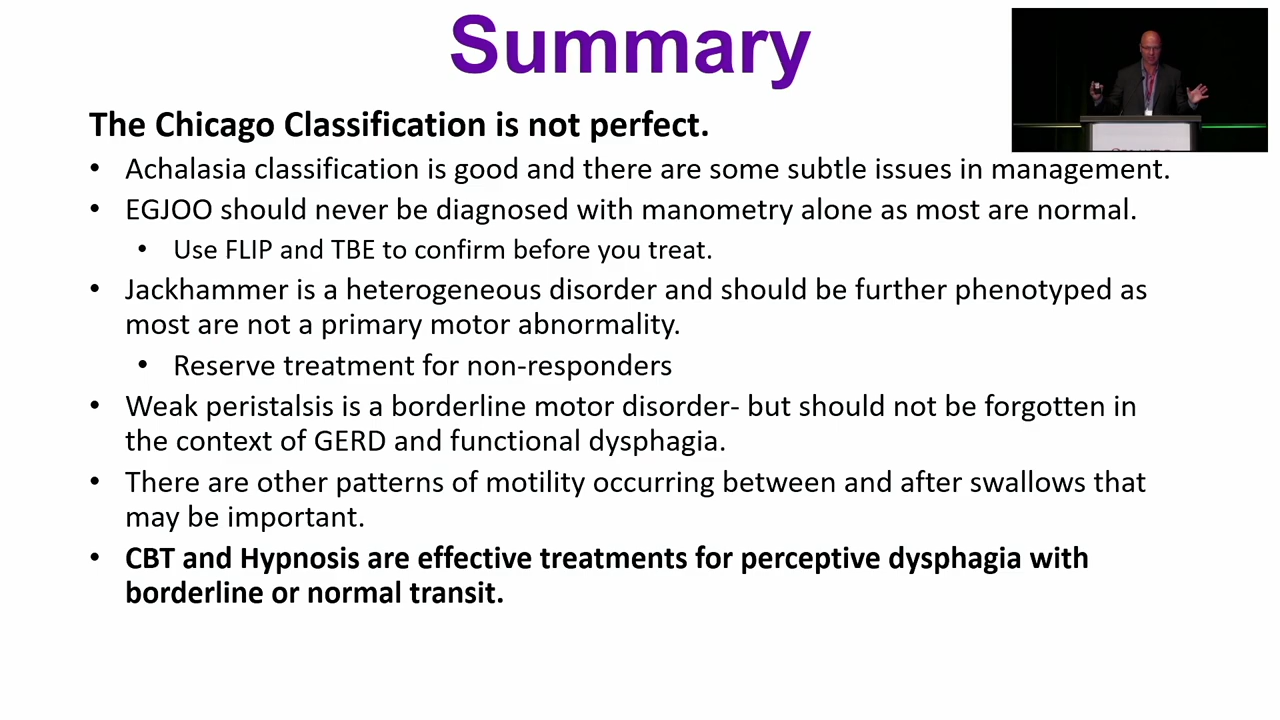 Summary
The Chicago Classification is not perfect.
• Achalasia classification is good and there are some subtle issues in management.
• EGJOO should never be diagnosed with manometry alone as most are normal.
• Use FLIP and TBE to confirm before you treat.
• Jackhammer is a heterogeneous disorder and should be further phenotyped as
most are not a primary motor abnormality.
• Reserve treatment for non-responders
• Weak peristalsis is a borderline motor disorder- but should not be forgotten in
the context of GERD and functional dysphagia.
• There are other patterns of motility occurring between and after swallows that
may be important.
• CBT and Hypnosis are effective treatments for perceptive dysphagia with
borderline or normal transit.